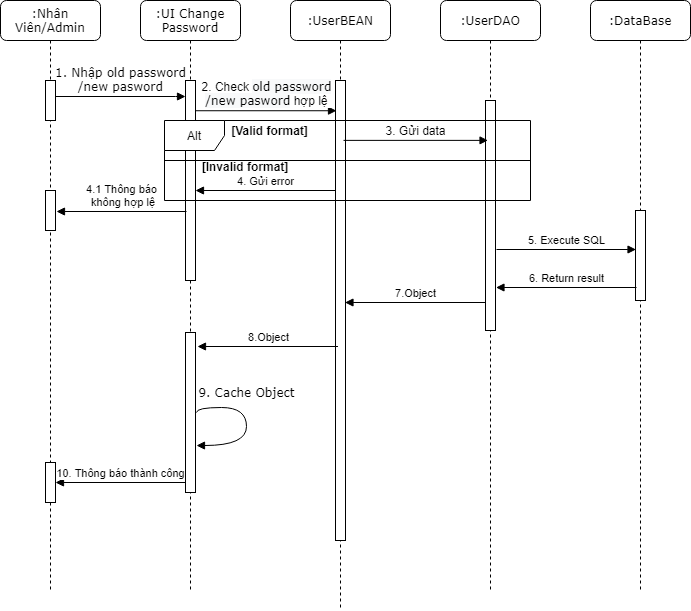 :Nhân
Viên/Admin
:UI Change
Password
:UserBEAN
:UserDAO
:DataBase
1. Nhập old password
/new pasword
2. Check old password
/new pasword hợp lệ
Alt
[Valid format]
3. Gửi data
[Invalid format]
4. Gửi error
4.1 Thông báo
không hợp lệ
5. Execute SQL
6. Return result
7.Object
8.Object
9. Cache Object
10. Thông báo thành công